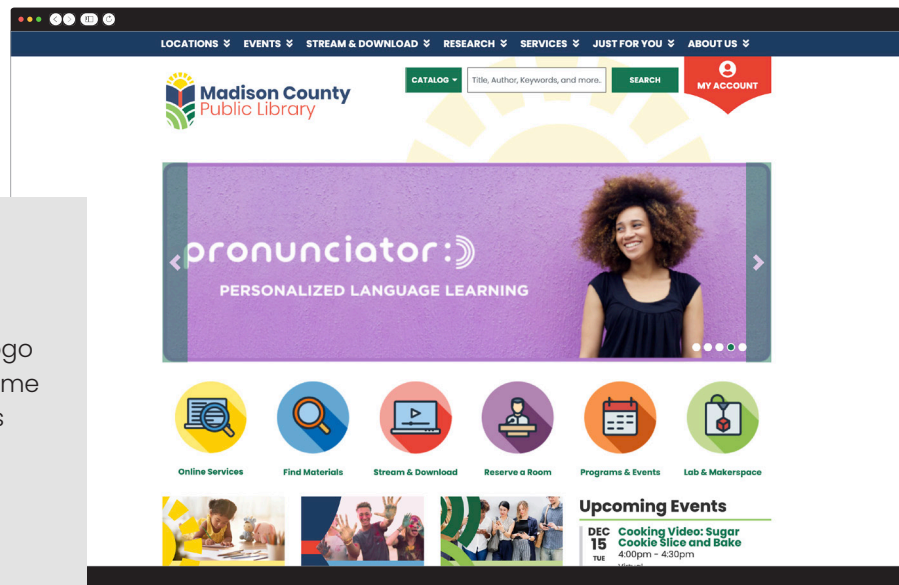 LOCATIONS EVENTS STREAM & DOWNLOAD RESEARCH SERVICES JUST FOR YOU ABOUT US
Madison County
Public Library
CATALOG
Title, Author, Keywords, and more.
SEARCH
MY ACCOUNT
pronunciator:)
PERSONALIZED LANGUAGE LEARNING
Online Services
Find Materials
Stream & Download
Reserve a Room
Programs & Events
Lab & Makerspace
Upcoming Events
DEC
15
TUE
Cooking Video: Sugar
Cookie Slice and Bake
4:00pm - 4:30pm